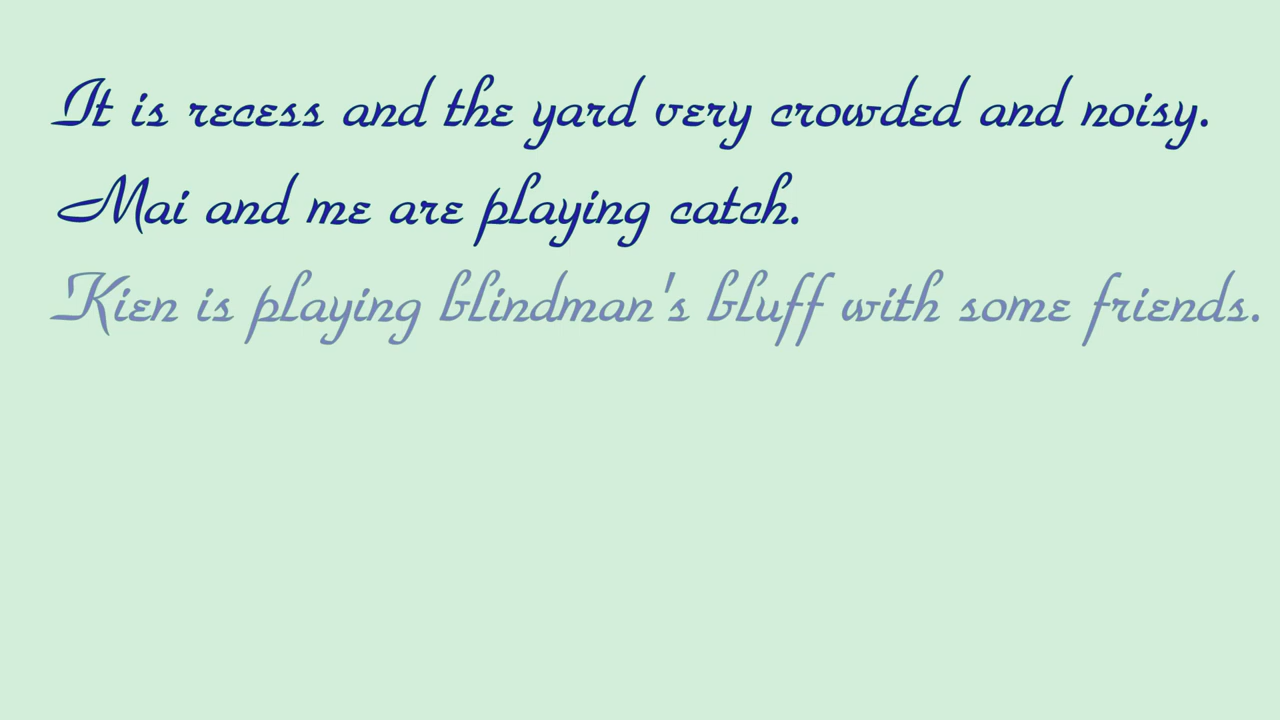 It is recess and the yard very crowded and noisy.
Mai and me are playing catch.
Kien is playing blindman's bluff with some friends.